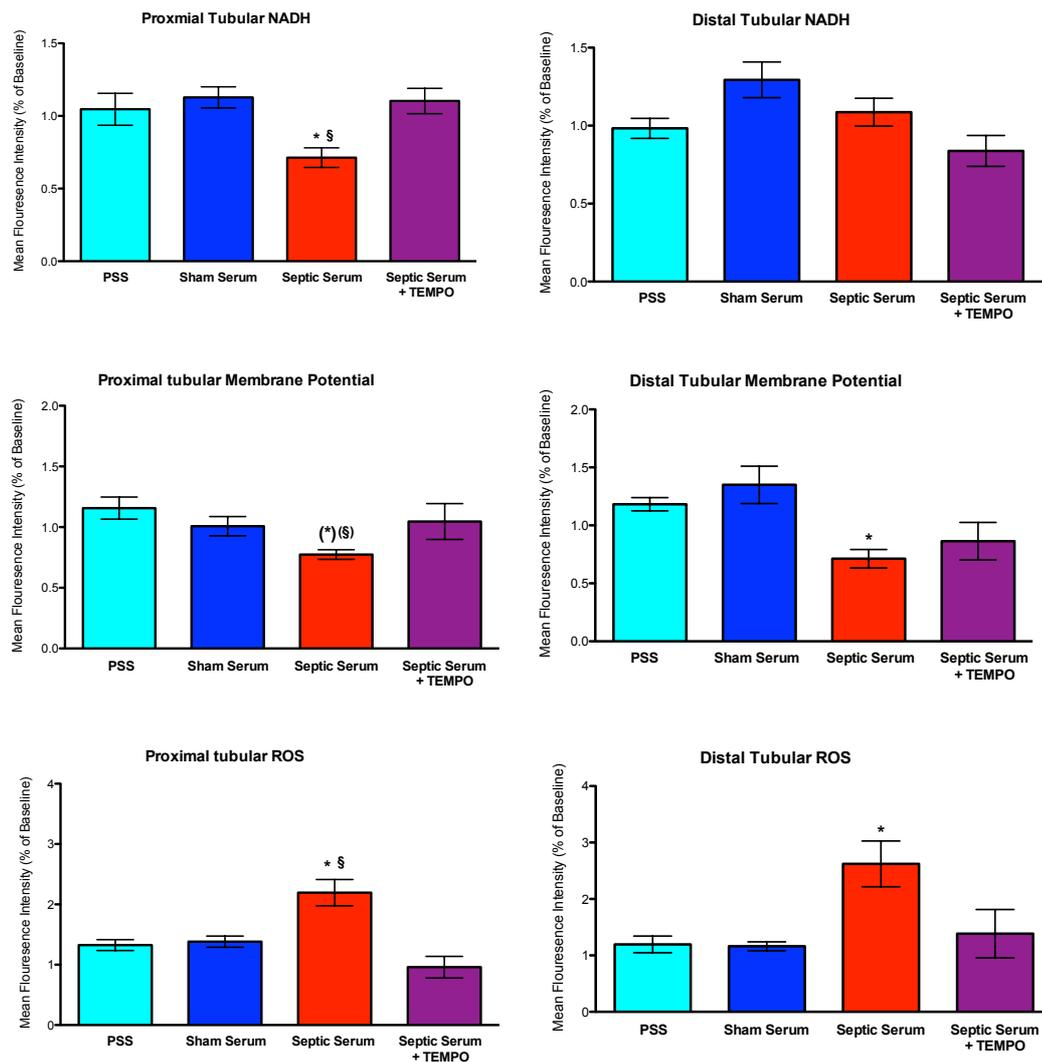 Proxmial Tubular NADH
Mean Flouresence Intensity (% of Baseline)
1.5
1.0
0.5
0.0
* §
PSS
Sham Serum
Septic Serum
Septic Serum
+ TEMPO
Distal Tubular NADH
Mean Flouresence Intensity (% of Baseline)
1.5
1.0
0.5
0.0
PSS
Sham Serum
Septic Serum
Septic Serum
+ TEMPO
Proximal tubular Membrane Potential
Mean Flouresence Intensity (% of Baseline)
2.0
1.5
1.0
0.5
0.0
(*) (§)
PSS
Sham Serum
Septic Serum
Septic Serum
+ TEMPO
Distal Tubular Membrane Potential
Mean Flouresence Intensity (% of Baseline)
2.0
1.5
1.0
0.5
0.0
*
PSS
Sham Serum
Septic Serum
Septic Serum
+ TEMPO
Proximal tubular ROS
Mean Flouresence Intensity (% of Baseline)
4
3
2
1
0
* §
PSS
Sham Serum
Septic Serum
Septic Serum
+ TEMPO
Distal Tubular ROS
Mean Flouresence Intensity (% of Baseline)
4
3
2
1
0
*
PSS
Sham Serum
Septic Serum
Septic Serum
+ TEMPO